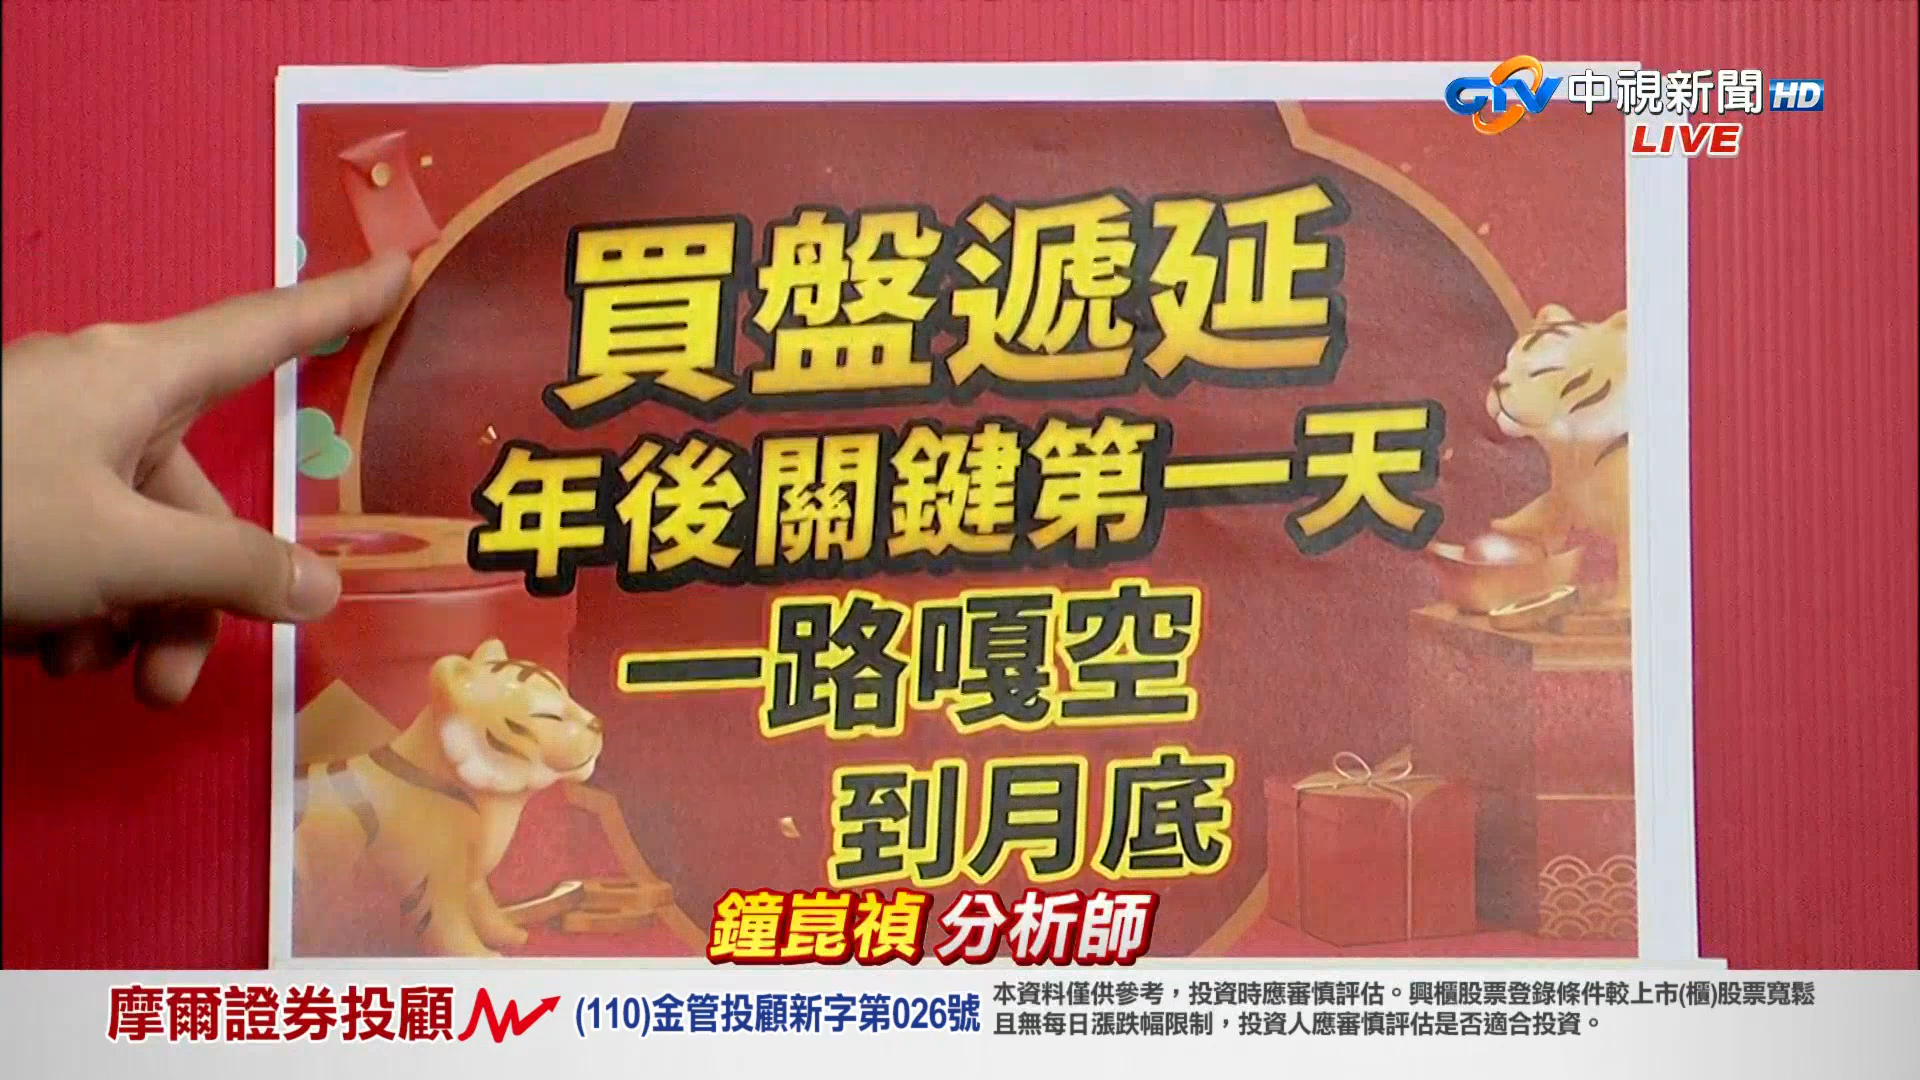 CTV中視新聞HD
LIVE
買盤遞延
年後關鍵第一天
一路嘎空
到月底
鐘崑禎 分析師
摩爾證券投顧 (110)金管投顧新字第026號
本資料僅供參考，投資時應審慎評估。興櫃股票登錄條件較上市(櫃)股票寬鬆
且無每日漲跌幅限制，投資人應審慎評估是否適合投資。